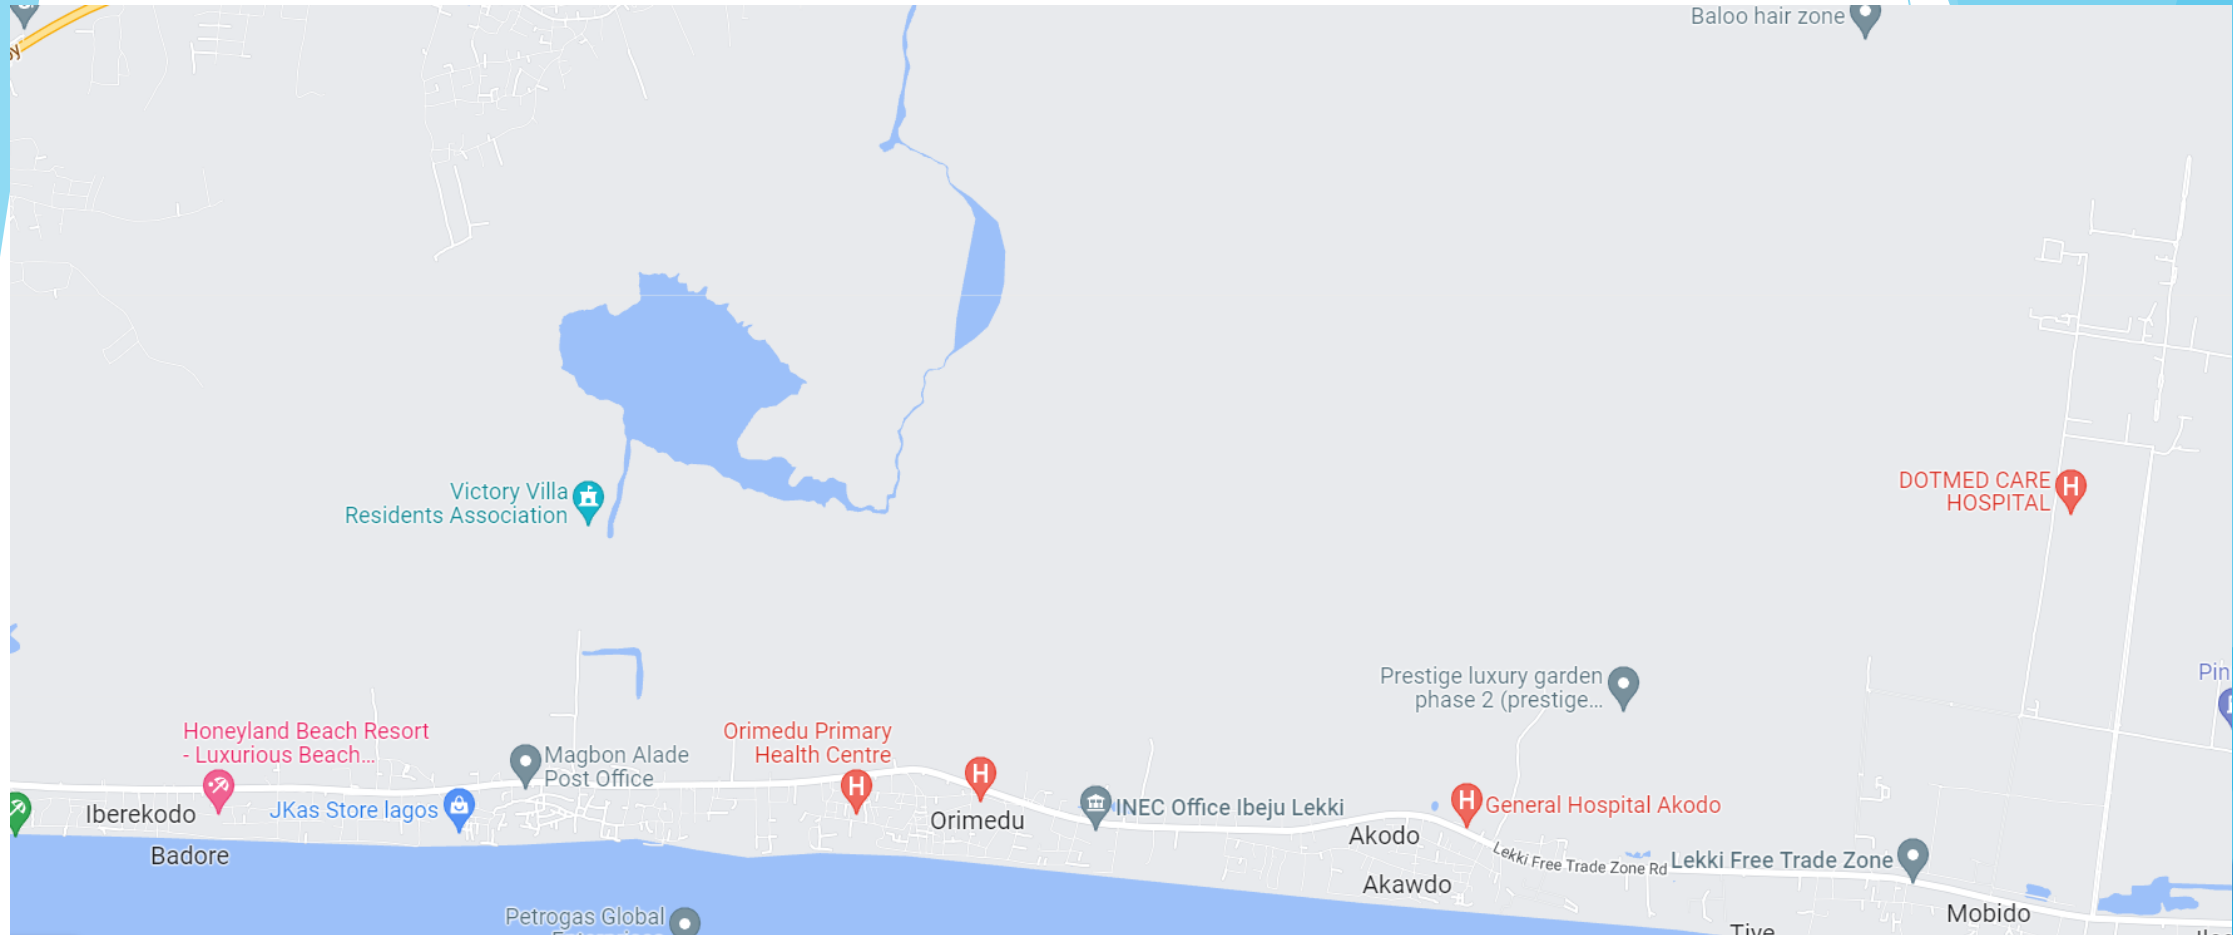 Baloo hair zone
DOTMED CARE
HOSPITAL
Victory Villa
Residents Association
Prestige luxury garden
phase 2 (prestige...
Pin
Honeyland Beach Resort
- Luxurious Beach...
Orimedu Primary
Health Centre
Magbon Alade
Post Office
JKas Store lagos
Iberekodo
INEC Office Ibeju Lekki
General Hospital Akodo
Orimedu
Akodo
Badore
Lekki Free Trade Zone Rd
Lekki Free Trade Zone
Akawdo
Mobido
Petrogas Global
Tiye